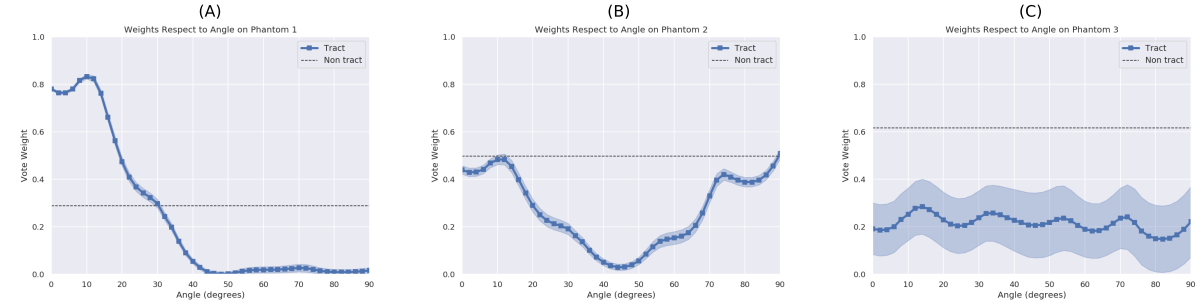 (A)
Weights Respect to Angle on Phantom 1
1.0
0.8
0.6
0.4
0.2
0.0
Vote Weight
0 10 20 30 40 50 60 70 80 90
Angle (degrees)
Tract
Non tract
(B)
Weights Respect to Angle on Phantom 2
1.0
0.8
0.6
0.4
0.2
0.0
Vote Weight
0 10 20 30 40 50 60 70 80 90
Angle (degrees)
Tract
Non tract
(C)
Weights Respect to Angle on Phantom 3
1.0
0.8
0.6
0.4
0.2
0.0
Vote Weight
0 10 20 30 40 50 60 70 80 90
Angle (degrees)
Tract
Non tract